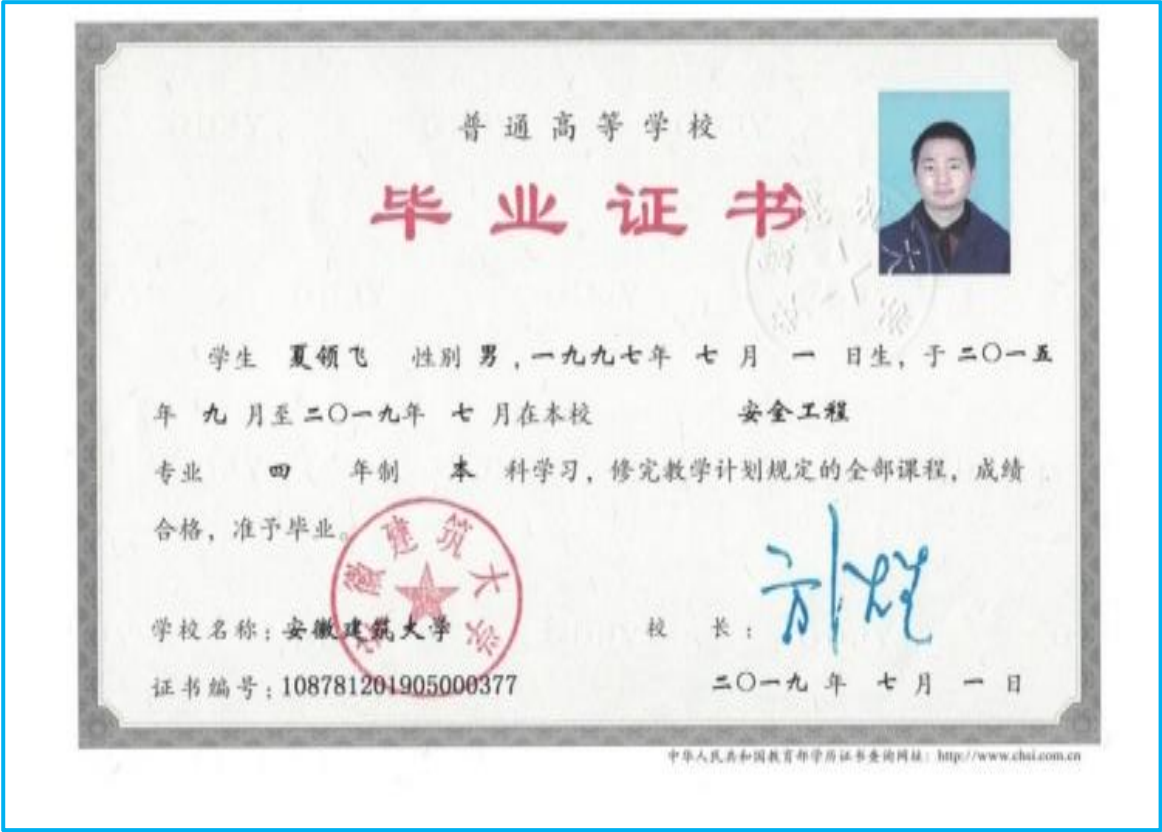 普通高等学校
毕业证书
学生 夏领飞 性别 男，一九九七年 七 月 一 日生，于二〇一五
年 九 月至二〇一九年 七 月在本校 安全工程
专业 四 年制 本 科学习，修完教学计划规定的全部课程，成绩
合格，准予毕业。
安徽建筑大学
学校名称：安徽建筑大学 校 长：
证书编号：108781201905000377 二〇一九 年 七 月 一 日
中华人民共和国教育部学历证书查询网址：http://www.chsi.com.cn